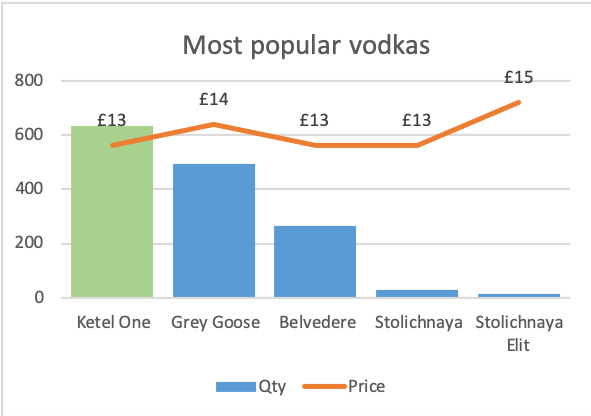 Most popular vodkas
800
600
400
200
0
£13
£14
£13
£13
£15
Ketel One
Grey Goose
Belvedere
Stolichnaya
Stolichnaya
Elit
Qty
Price